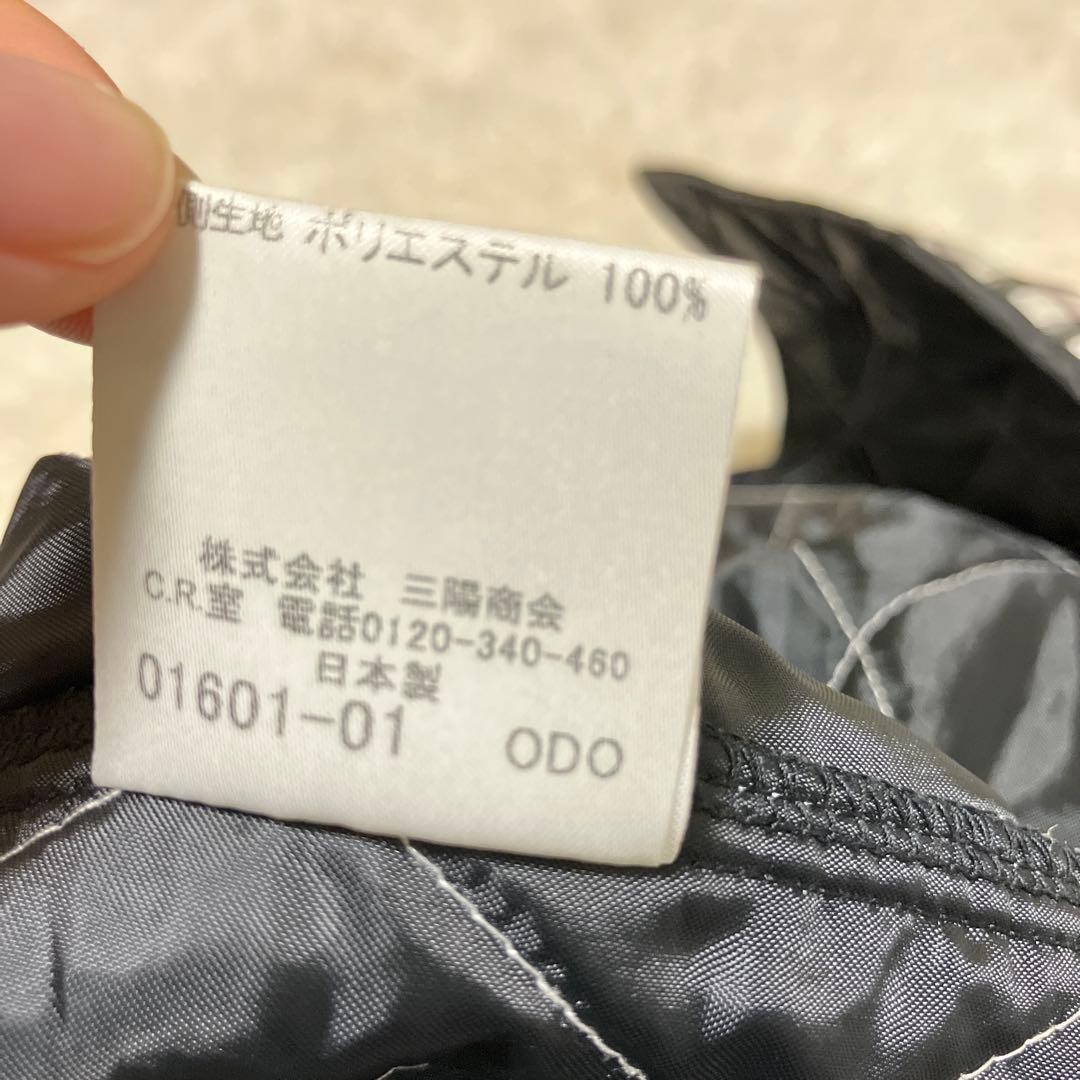 側生地 ポリエステル 100%
株式会社 三陽商会
C.R.室 電話0120-340-460
日本製
01601-01 ODO